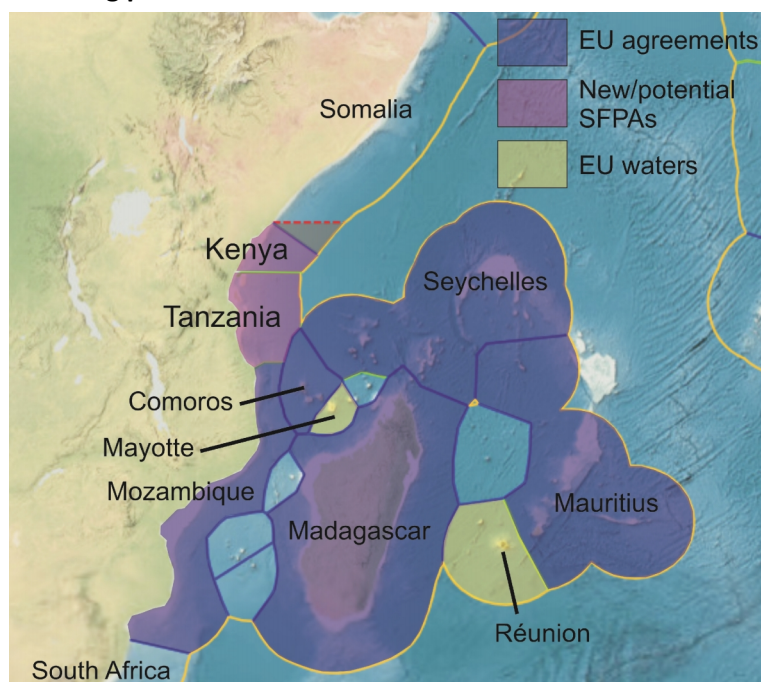 EU agreements
New/potential
SFPAs
EU waters
Somalia
Kenya
Seychelles
Tanzania
Comoros
Mayotte
Mozambique
Mauritius
Madagascar
Réunion
South Africa